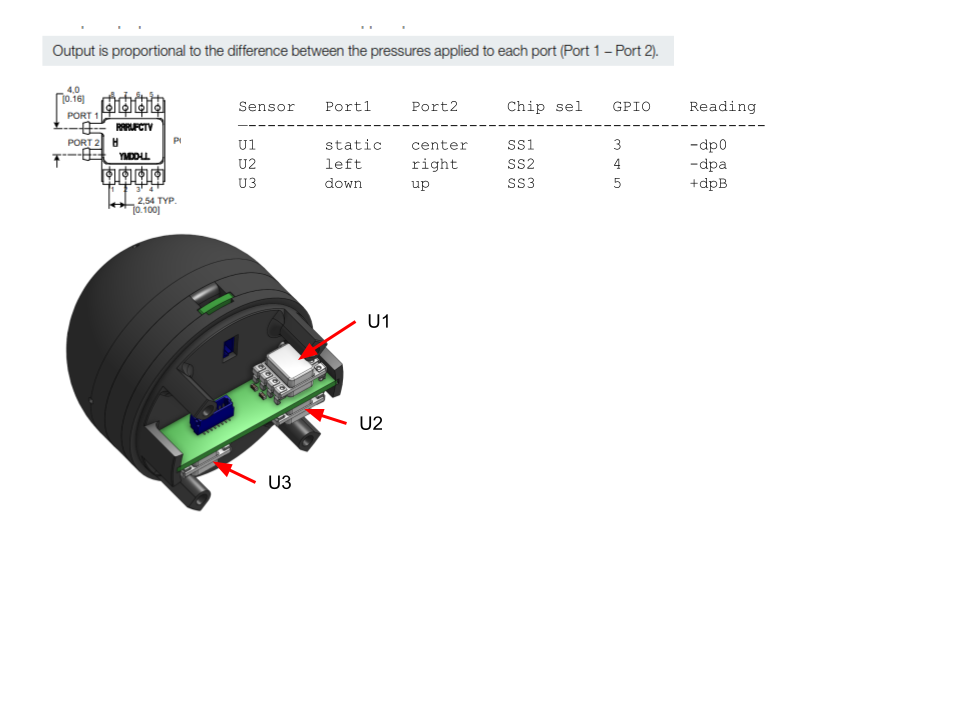 Output is proportional to the difference between the pressures applied to each port (Port 1 – Port 2).
4,0
[0.16]
8 7 6 5
PORT 1
RRRUFCTV
PORT 2
YMDD-LL
1 2 3 4
2,54 TYP.
[0.100]
Sensor Port1 Port2 Chip sel GPIO Reading
U1 static center SS1 3 -dp0
U2 left right SS2 4 -dpa
U3 down up SS3 5 +dpB
U1
U2
U3